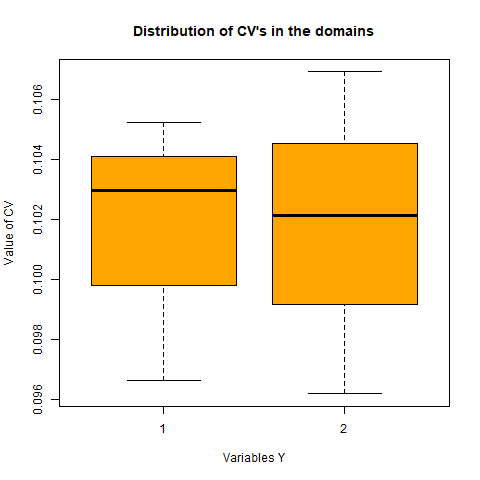 Distribution of CV's in the domains
0.106
0.104
0.102
0.100
0.098
0.096
Value of CV
1 2
Variables Y